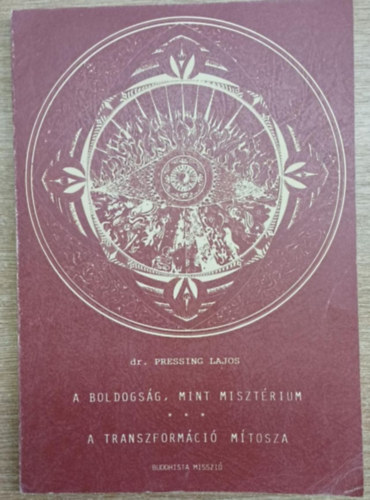 dr. PRESSING LAJOS
A BOLDOGSÁG, MINT MISZTÉRIUM
* * *
A TRANSZFORMÁCIÓ MÍTOSZA
BUDDHISTA MISSZIÓ